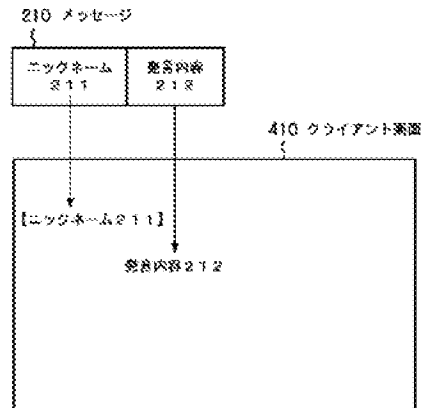 210 メッセージ
ニックネーム
211
発言内容
212
410 クライアント画面
【ニックネーム211】
発言内容212